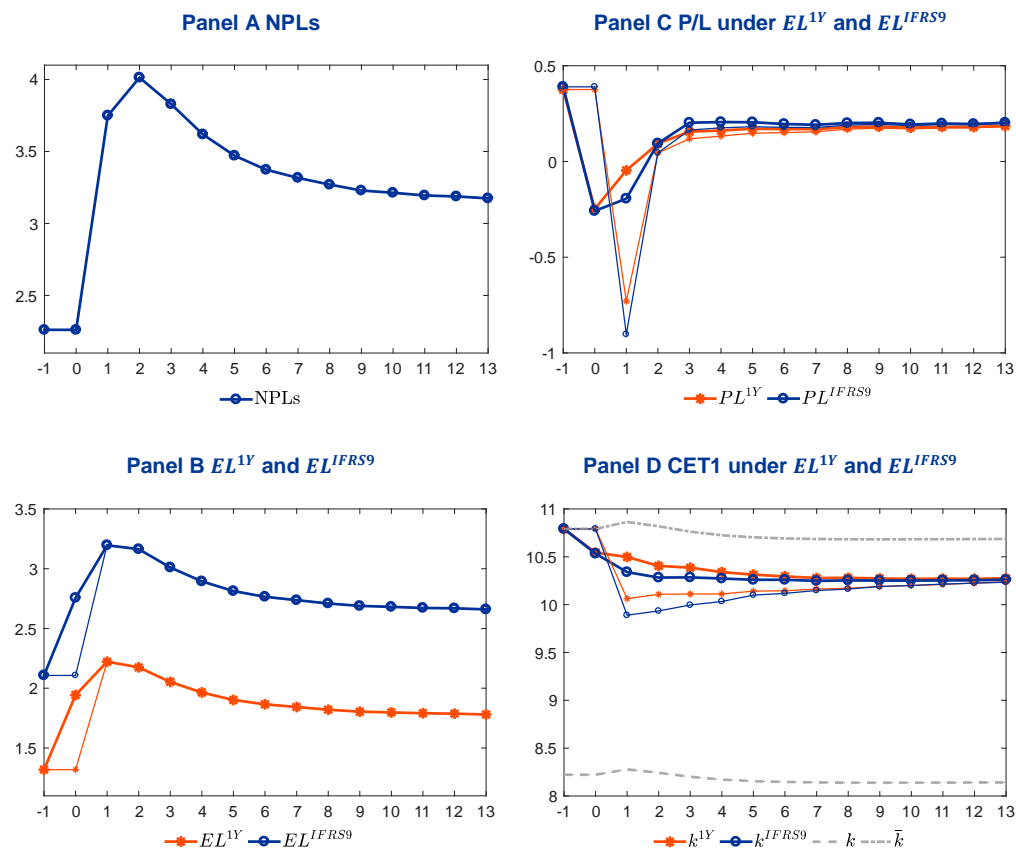 Panel A NPLs
4
3.5
3
2.5
-1 0 1 2 3 4 5 6 7 8 9 10 11 12 13
NPLs
Panel C P/L under EL^{1Y} and EL^{IFRS9}
0.5
0
-0.5
-1
-1 0 1 2 3 4 5 6 7 8 9 10 11 12 13
PL^{1Y} PL^{IFRS9}
Panel B EL^{1Y} and EL^{IFRS9}
3.5
3
2.5
2
1.5
-1 0 1 2 3 4 5 6 7 8 9 10 11 12 13
EL^{1Y} EL^{IFRS9}
Panel D CET1 under EL^{1Y} and EL^{IFRS9}
11
10.5
10
9.5
9
8.5
8
-1 0 1 2 3 4 5 6 7 8 9 10 11 12 13
k^{1Y} k^{IFRS9} k k̄